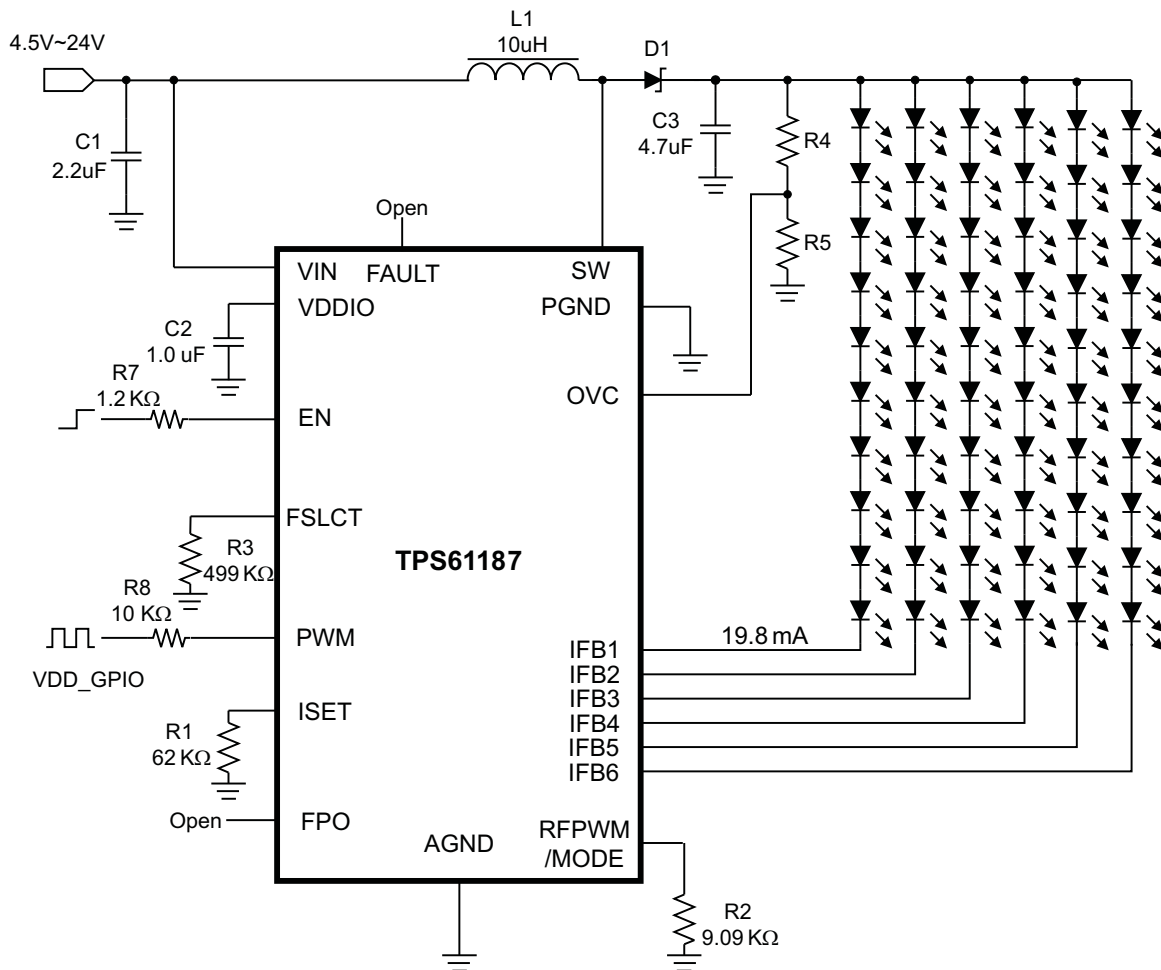 L1
10uH
4.5V~24V
D1
C1
2.2uF
C3
4.7uF
R4
R5
Open
VIN
FAULT
SW
VDDIO
PGND
C2
1.0 uF
R7
1.2 KΩ
EN
OVC
FSLCT
R3
499 KΩ
TPS61187
R8
10 KΩ
PWM
VDD_GPIO
19.8 mA
IFB1
IFB2
IFB3
IFB4
IFB5
IFB6
ISET
R1
62 KΩ
Open
FPO
AGND
RFPWM
/MODE
R2
9.09 KΩ